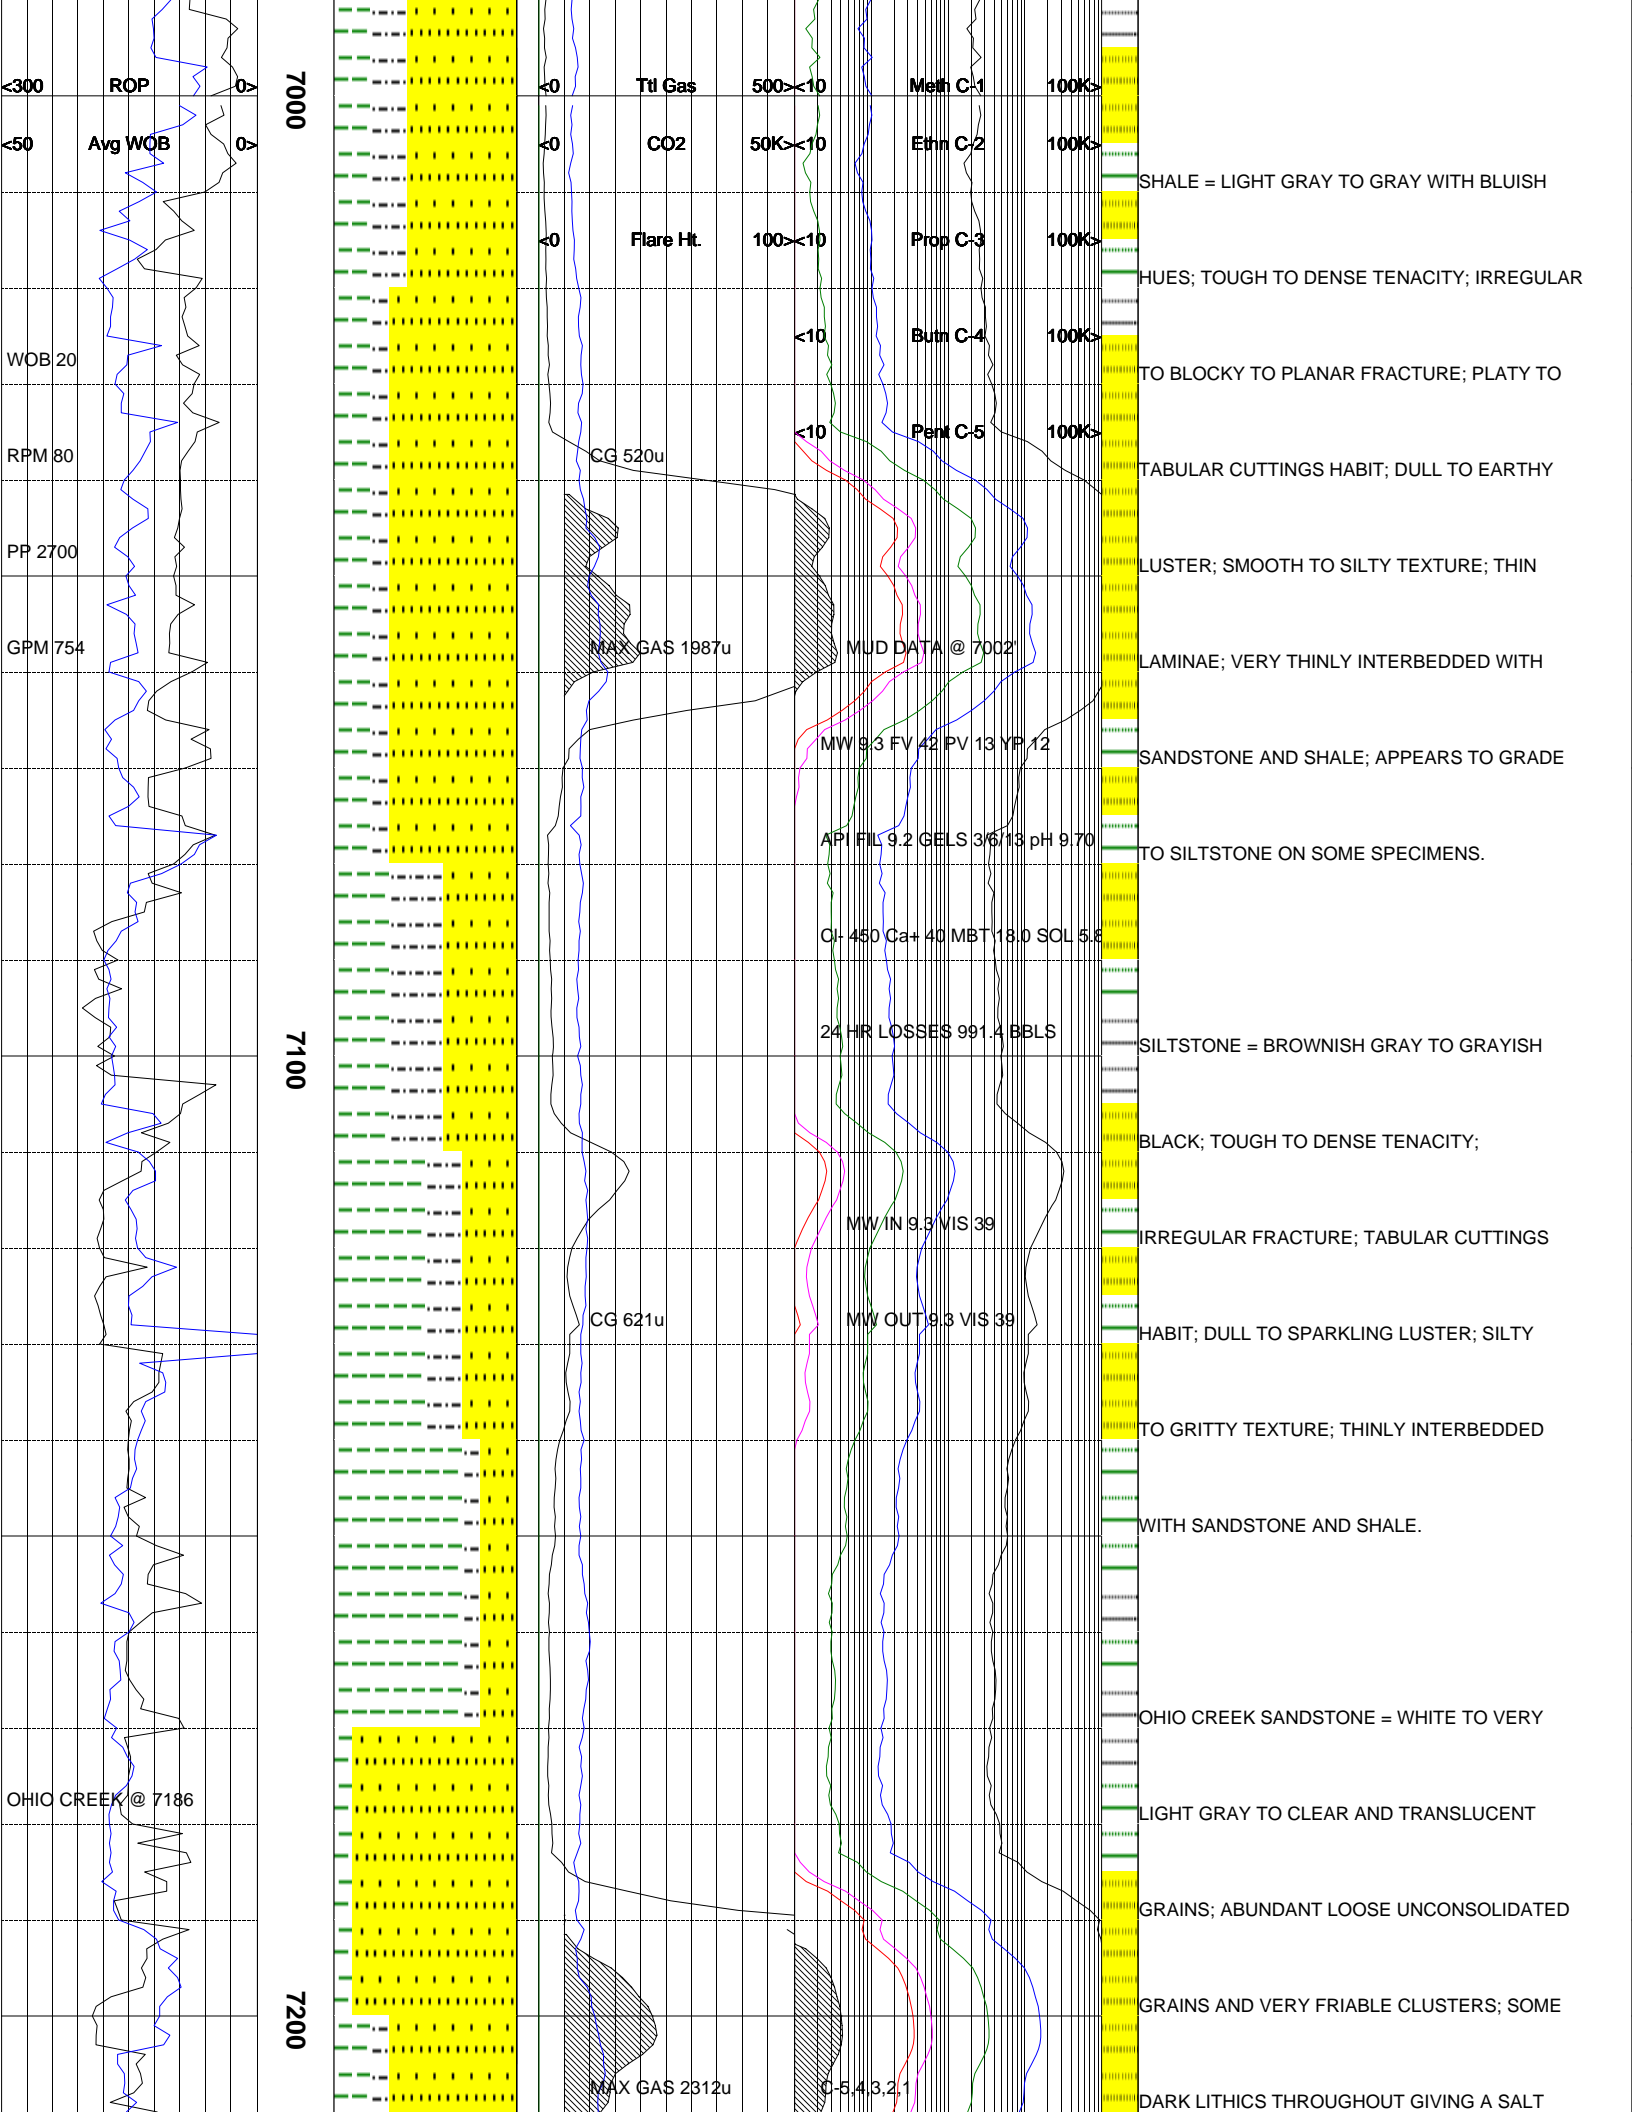 <300 ROP 0>
<0 Ttl Gas 500>
<10 Meth C-1 100K>
7000
<50 Avg WOB 0>
<0 CO2 50K>
<10 Ethn C-2 100K>
SHALE = LIGHT GRAY TO GRAY WITH BLUISH
<0 Flare Ht. 100>
<10 Prop C-3 100K>
HUES; TOUGH TO DENSE TENACITY; IRREGULAR
<10 Butn C-4 100K>
WOB 20
TO BLOCKY TO PLANAR FRACTURE; PLATY TO
<10 Pent C-5 100K>
RPM 80
CG 520u
TABULAR CUTTINGS HABIT; DULL TO EARTHY
PP 2700
LUSTER; SMOOTH TO SILTY TEXTURE; THIN
GPM 754
MAX GAS 1987u
MUD DATA @ 7002'
LAMINAE; VERY THINLY INTERBEDDED WITH
MW 9.3 FV 42 PV 13 YP 12
SANDSTONE AND SHALE; APPEARS TO GRADE
API FIL 9.2 GELS 3/6/13 pH 9.70
TO SILTSTONE ON SOME SPECIMENS.
Cl- 450 Ca+ 40 MBT 18.0 SOL 5.8
24 HR LOSSES 991.4 BBLS
7100
SILTSTONE = BROWNISH GRAY TO GRAYISH
BLACK; TOUGH TO DENSE TENACITY;
MW IN 9.3 VIS 39
IRREGULAR FRACTURE; TABULAR CUTTINGS
CG 621u
MW OUT 9.3 VIS 39
HABIT; DULL TO SPARKLING LUSTER; SILTY
TO GRITTY TEXTURE; THINLY INTERBEDDED
WITH SANDSTONE AND SHALE.
OHIO CREEK SANDSTONE = WHITE TO VERY
OHIO CREEK @ 7186
LIGHT GRAY TO CLEAR AND TRANSLUCENT
GRAINS; ABUNDANT LOOSE UNCONSOLIDATED
7200
GRAINS AND VERY FRIABLE CLUSTERS; SOME
MAX GAS 2312u
C-5,4,3,2,1
DARK LITHICS THROUGHOUT GIVING A SALT